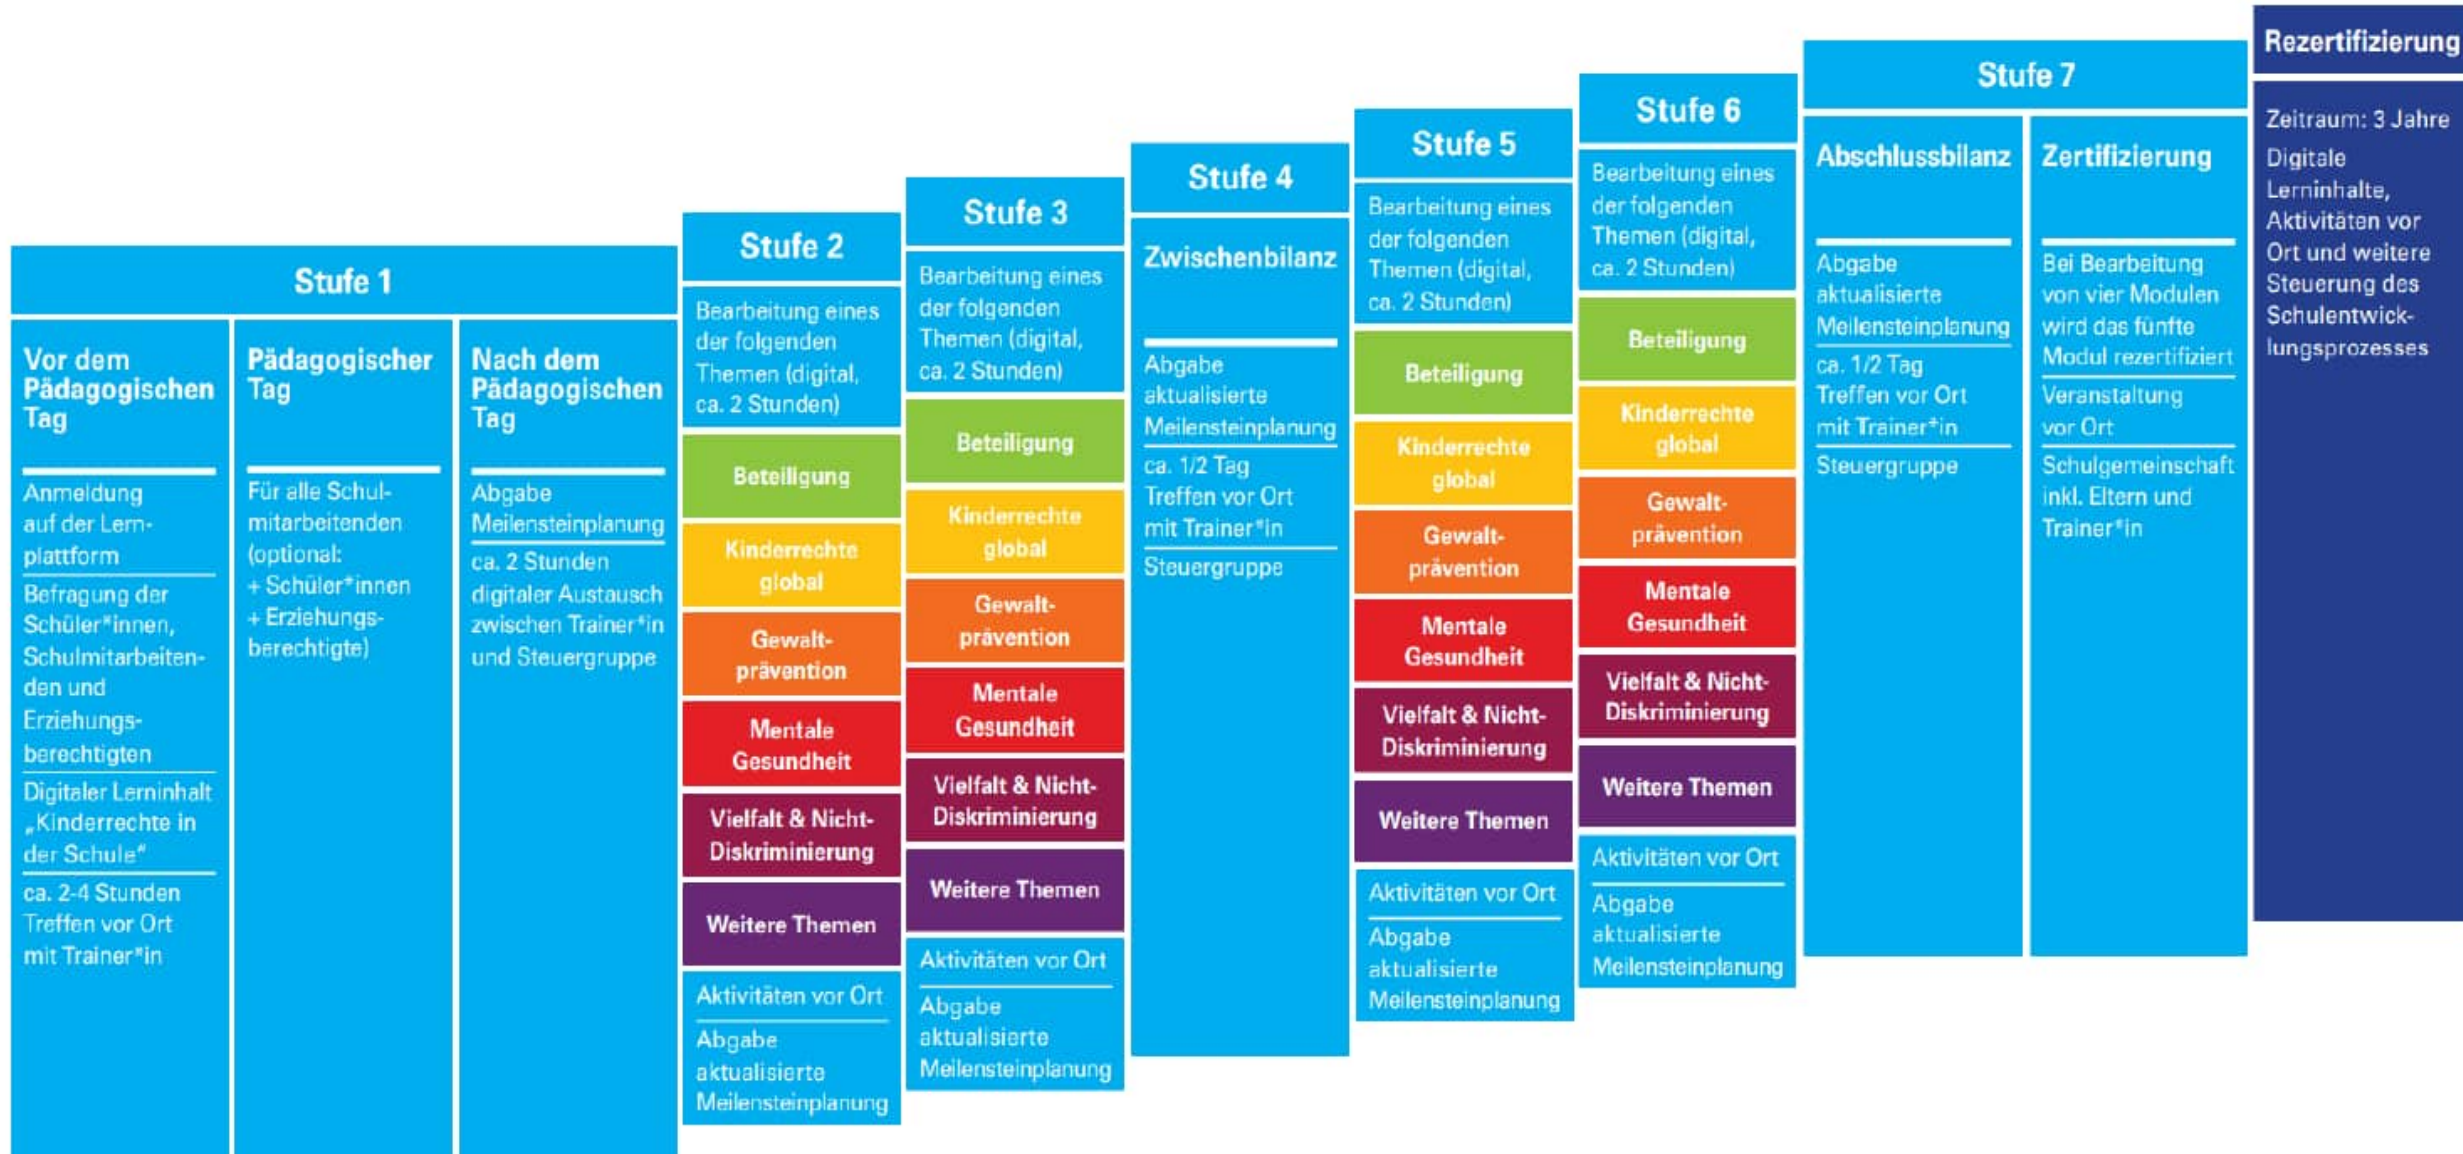 Stufe 1
Vor dem
Pädagogischen
Tag
Anmeldung
auf der Lern-
plattform
Befragung der
Schüler*innen,
Schulmitarbeiten-
den und
Erziehungs-
berechtigten
Digitaler Lerninhalt
„Kinderrechte in
der Schule“
ca. 2-4 Stunden
Treffen vor Ort
mit Trainer*in
Pädagogischer
Tag
Für alle Schul-
mitarbeitenden
(optional:
+ Schüler*innen
+ Erziehungs-
berechtigte)
Nach dem
Pädagogischen
Tag
Abgabe
Meilensteinplanung
ca. 2 Stunden
digitaler Austausch
zwischen Trainer*in
und Steuergruppe
Stufe 2
Bearbeitung eines
der folgenden
Themen (digital,
ca. 2 Stunden)
Beteiligung
Kinderrechte
global
Gewalt-
prävention
Mentale
Gesundheit
Vielfalt & Nicht-
Diskriminierung
Weitere Themen
Aktivitäten vor Ort
Abgabe
aktualisierte
Meilensteinplanung
Stufe 3
Bearbeitung eines
der folgenden
Themen (digital,
ca. 2 Stunden)
Beteiligung
Kinderrechte
global
Gewalt-
prävention
Mentale
Gesundheit
Vielfalt & Nicht-
Diskriminierung
Weitere Themen
Aktivitäten vor Ort
Abgabe
aktualisierte
Meilensteinplanung
Stufe 4
Zwischenbilanz
Abgabe
aktualisierte
Meilensteinplanung
ca. 1/2 Tag
Treffen vor Ort
mit Trainer*in
Steuergruppe
Stufe 5
Bearbeitung eines
der folgenden
Themen (digital,
ca. 2 Stunden)
Beteiligung
Kinderrechte
global
Gewalt-
prävention
Mentale
Gesundheit
Vielfalt & Nicht-
Diskriminierung
Weitere Themen
Aktivitäten vor Ort
Abgabe
aktualisierte
Meilensteinplanung
Stufe 6
Bearbeitung eines
der folgenden
Themen (digital,
ca. 2 Stunden)
Beteiligung
Kinderrechte
global
Gewalt-
prävention
Mentale
Gesundheit
Vielfalt & Nicht-
Diskriminierung
Weitere Themen
Aktivitäten vor Ort
Abgabe
aktualisierte
Meilensteinplanung
Stufe 7
Abschlussbilanz
Abgabe
aktualisierte
Meilensteinplanung
ca. 1/2 Tag
Treffen vor Ort
mit Trainer*in
Steuergruppe
Zertifizierung
Bei Bearbeitung
von vier Modulen
wird das fünfte
Modul rezertifiziert
Veranstaltung
vor Ort
Schulgemeinschaft
inkl. Eltern und
Trainer*in
Rezertifizierung
Zeitraum: 3 Jahre
Digitale
Lerninhalte,
Aktivitäten vor
Ort und weitere
Steuerung des
Schulentwick-
lungsprozesses